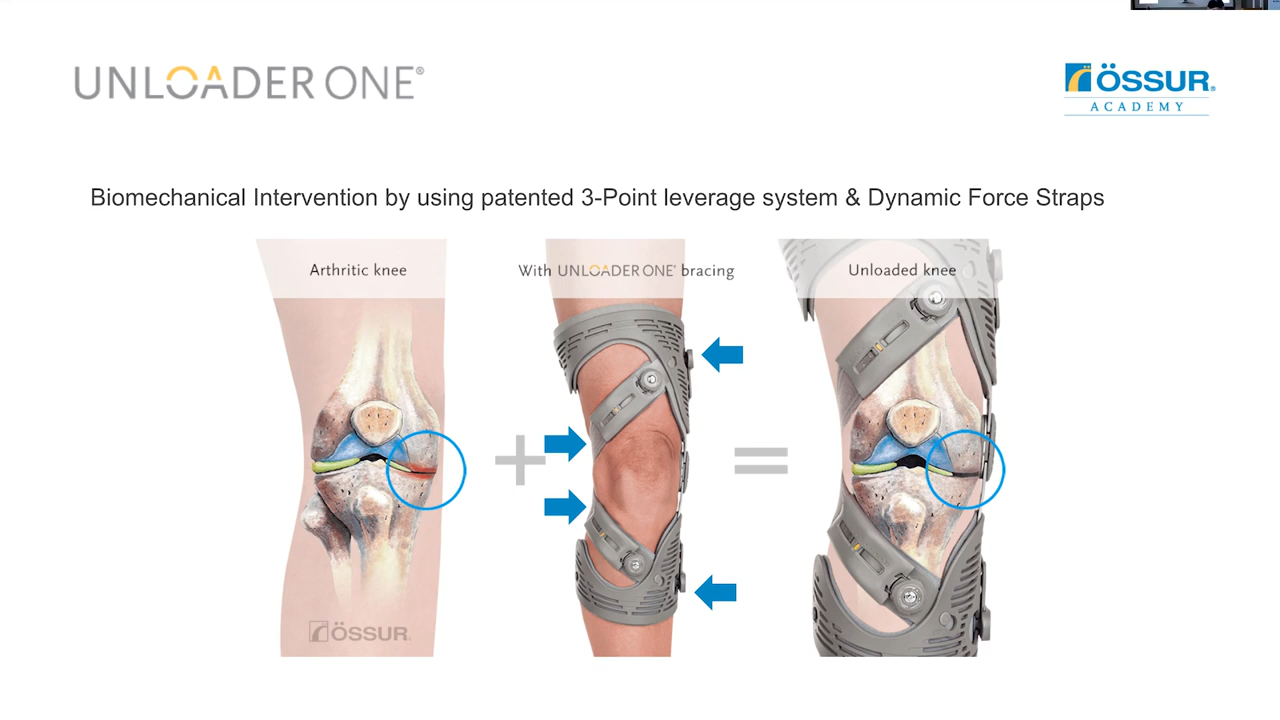 UNLOADER ONE®
ÖSSUR®
ACADEMY
Biomechanical Intervention by using patented 3-Point leverage system & Dynamic Force Straps
Arthritic knee
With UNLOADER ONE® bracing
Unloaded knee
ÖSSUR®